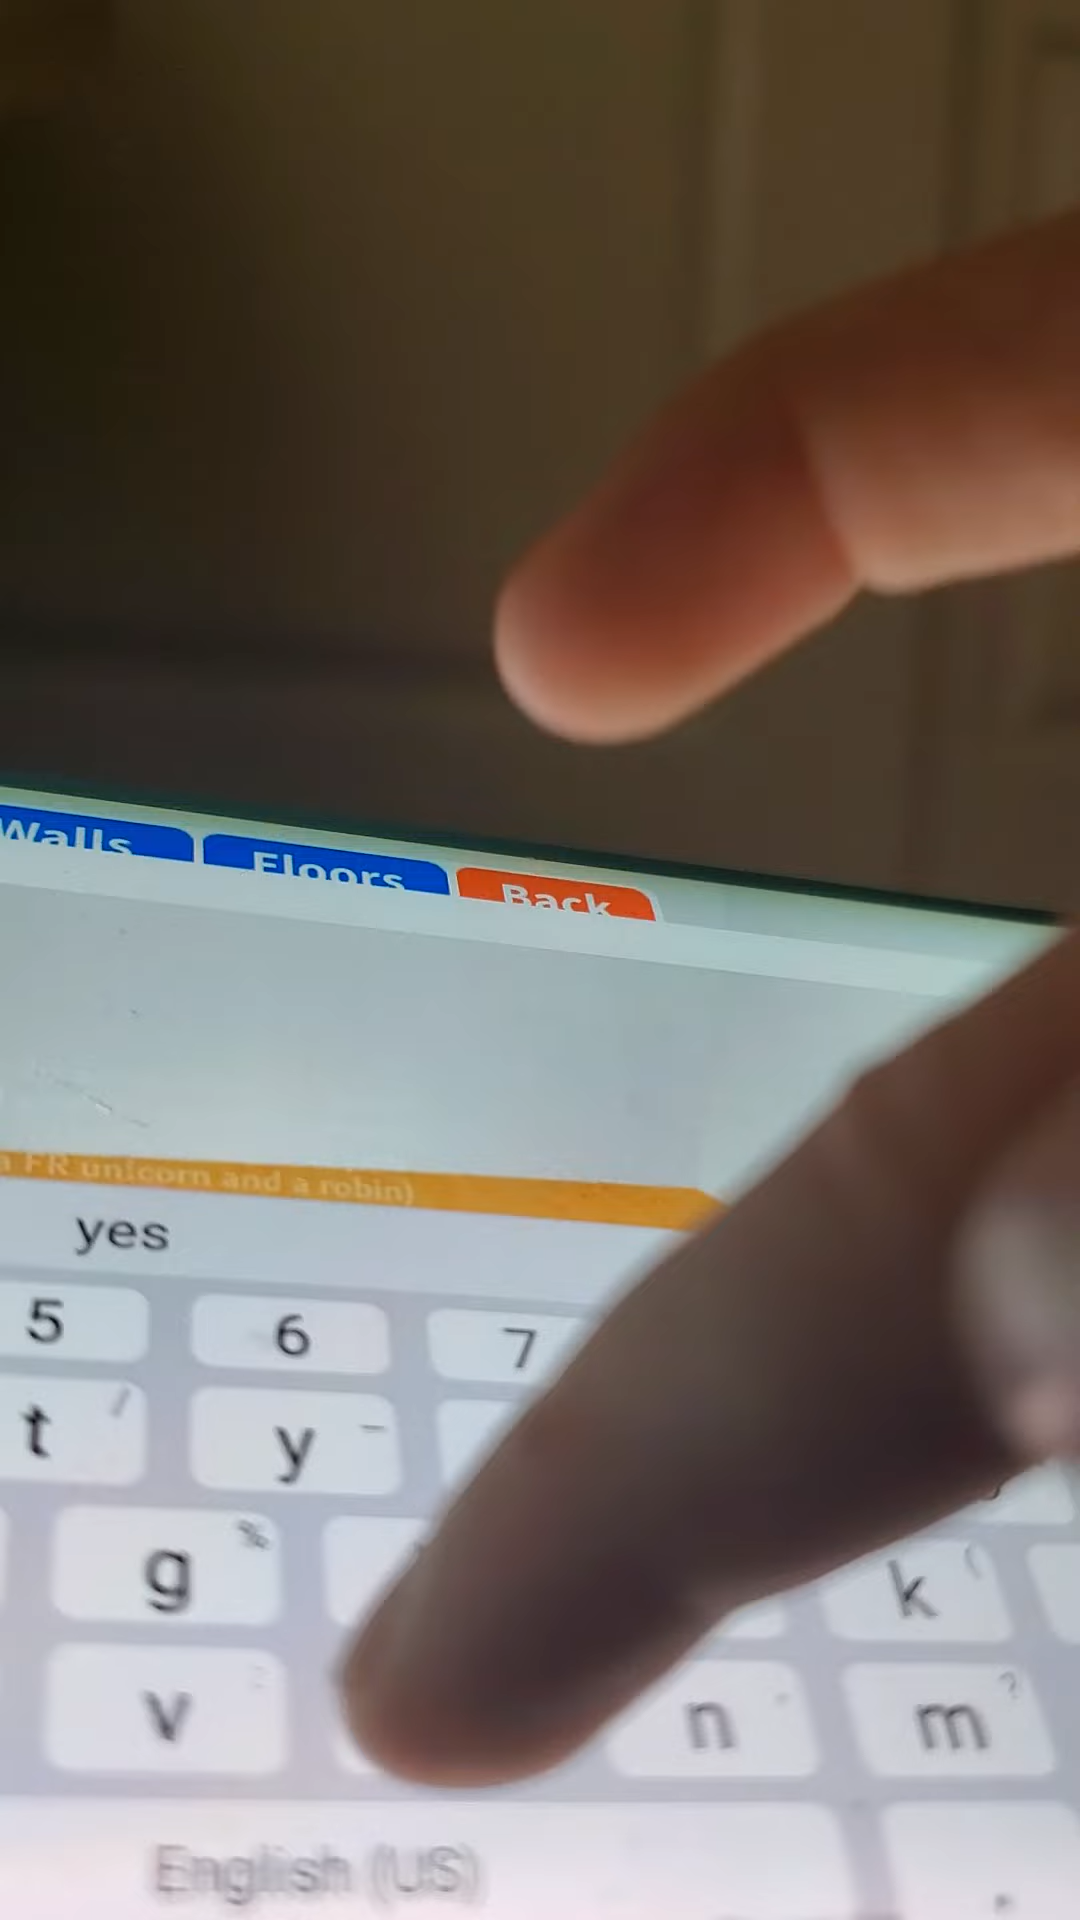 Walls Floors Back
a FR unicorn and a robin)
yes
5 6 7
t / y –
g % k (
v n m ?
English (US) .